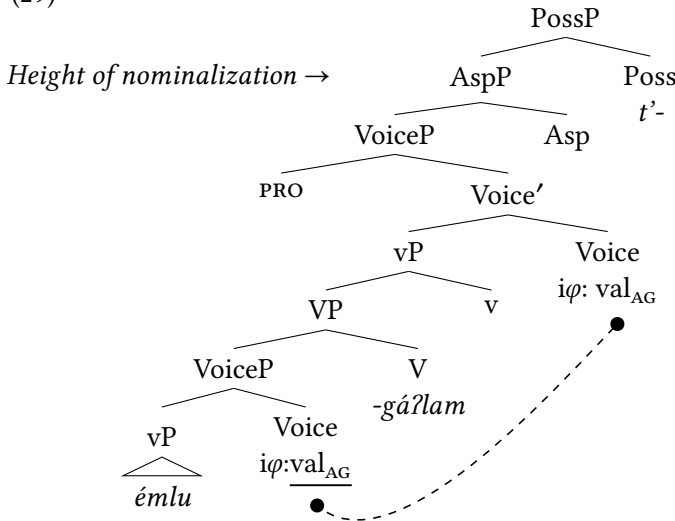 PossP
Height of nominalization → AspP Poss
t’-
VoiceP Asp
PRO Voice′
vP Voice
iφ: val_AG
VP v
VoiceP V
-gáʔlam
vP Voice
iφ:val_AG
émlu